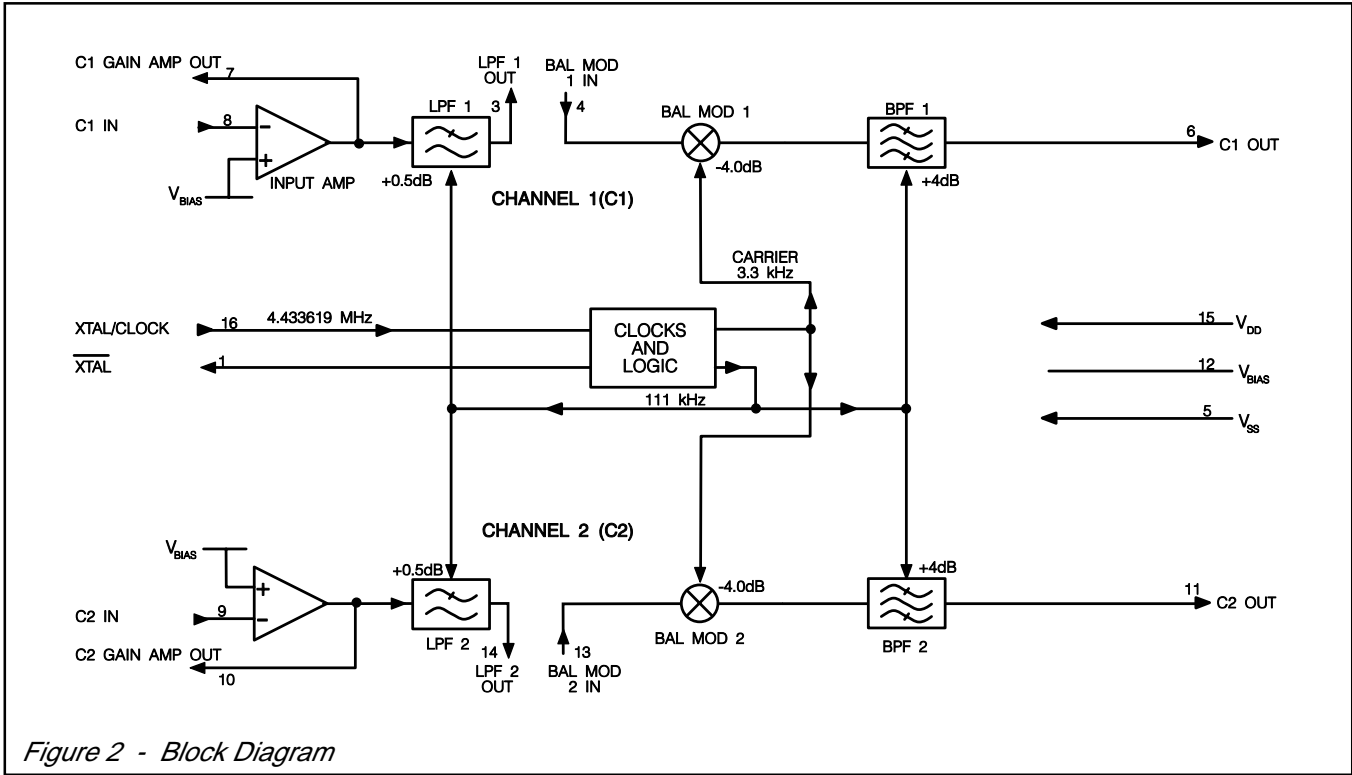 C1 GAIN AMP OUT
7
C1 IN
8
−
+
V_BIAS
INPUT AMP
LPF 1
+0.5dB
LPF 1
OUT
3
BAL MOD
1 IN
4
BAL MOD 1
-4.0dB
BPF 1
+4dB
6
C1 OUT
CHANNEL 1(C1)
CARRIER
3.3 kHz
XTAL/CLOCK
16
4.433619 MHz
XTAL
1
CLOCKS
AND
LOGIC
111 kHz
15
V_DD
12
V_BIAS
5
V_SS
CHANNEL 2 (C2)
V_BIAS
+
−
C2 IN
9
C2 GAIN AMP OUT
10
+0.5dB
LPF 2
14
LPF 2
OUT
13
BAL MOD
2 IN
-4.0dB
BAL MOD 2
+4dB
BPF 2
11
C2 OUT
Figure 2 - Block Diagram